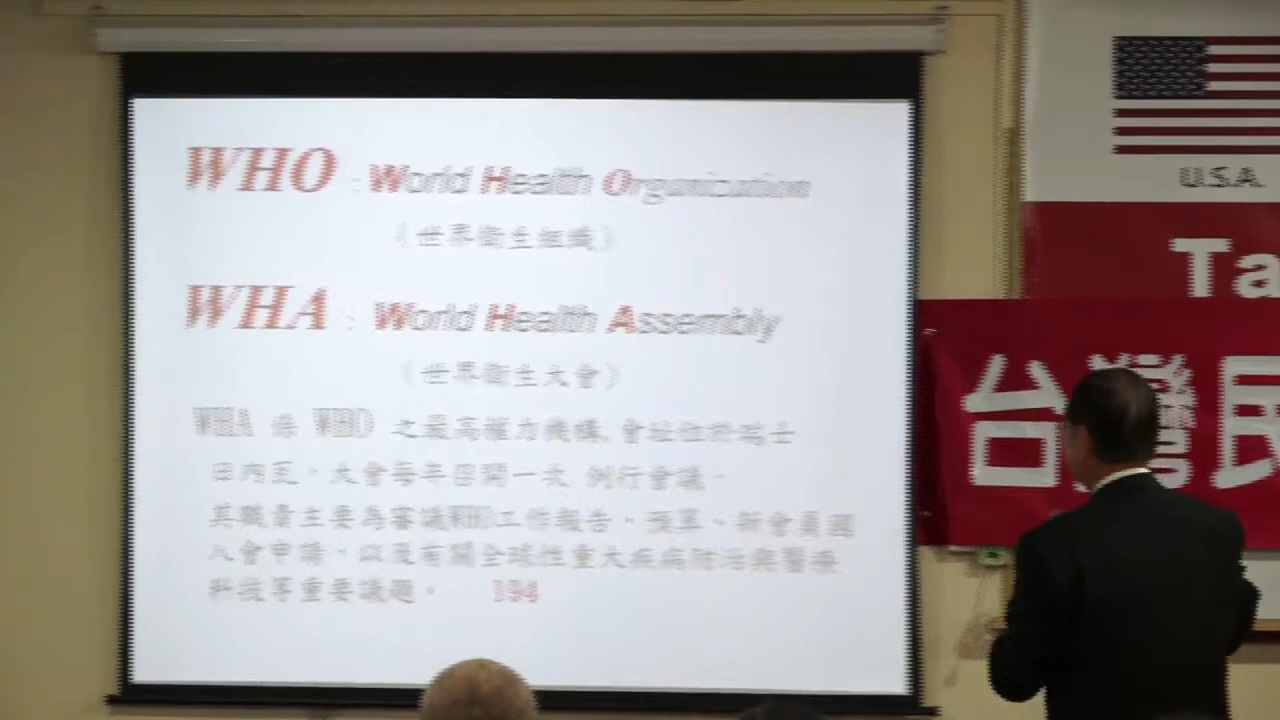 WHO : World Health Organization
（世界衛生組織）
WHA : World Health Assembly
（世界衛生大會）
WHA 係 WHO 之最高權力機構, 會址位於瑞士
日內瓦。大會每年召開一次 例行會議。
其職責主要為審議WHO工作報告、預算、新會員國
入會申請、以及有關全球性重大疾病防治與醫療
科技等重要議題。 194
U.S.A.
Ta
台灣民